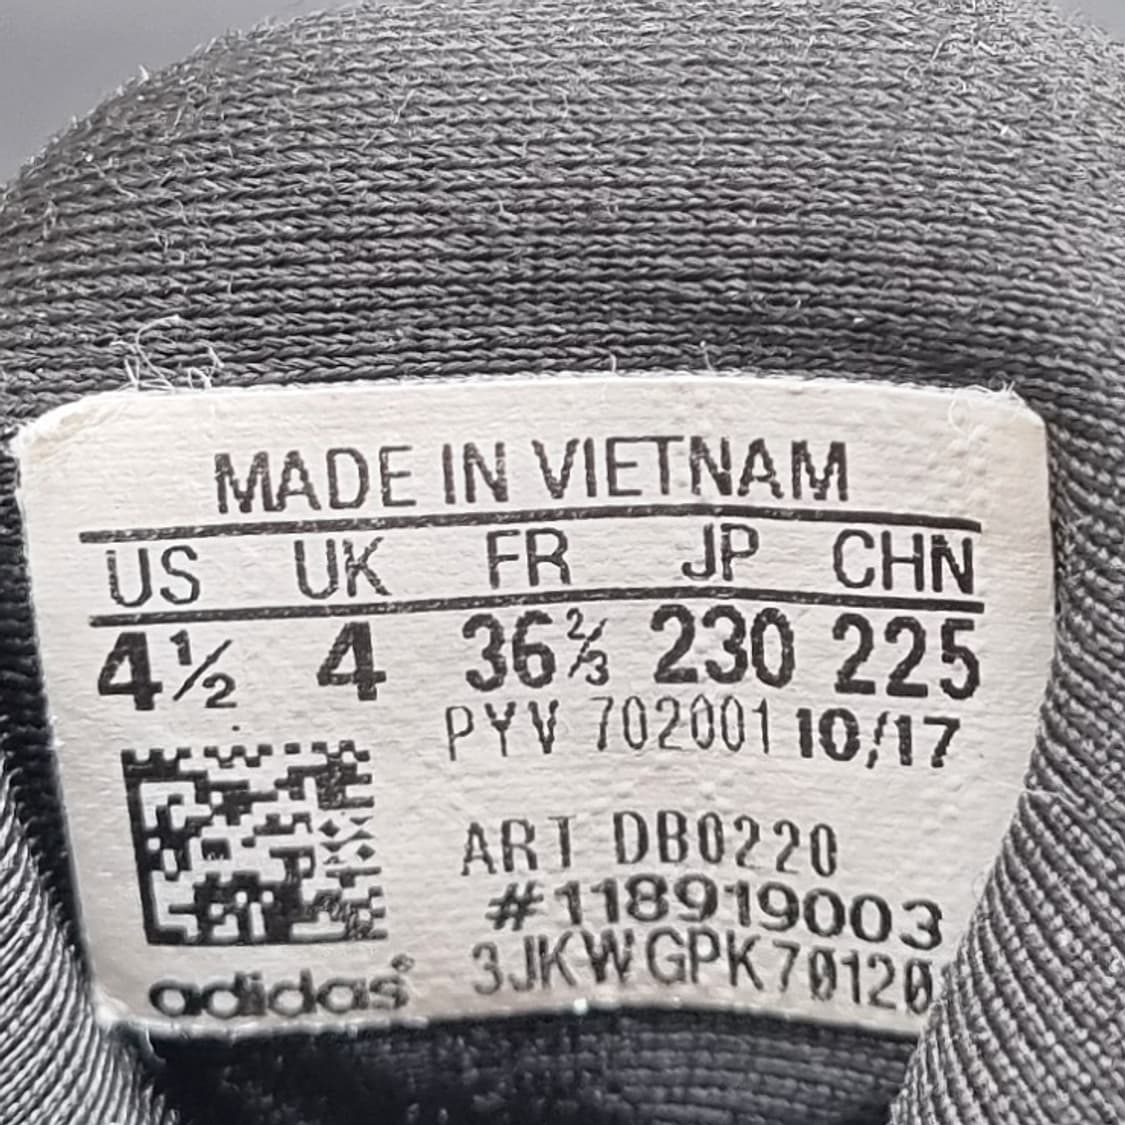 MADE IN VIETNAM
US UK FR JP CHN
4½ 4 36⅔ 230 225
PYV 702001 10/17
ART DB0220
#118919003
3JKWGPK70120
adidas®